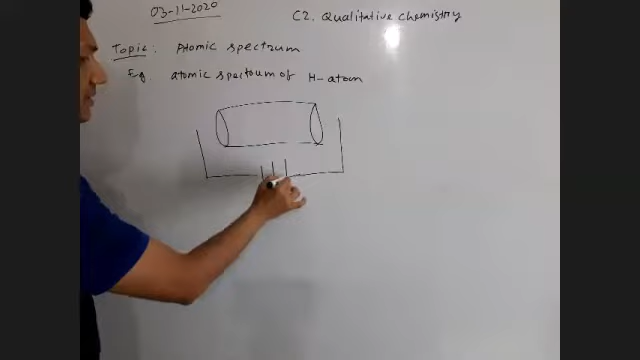 03-11-2020
C2. Qualitative chemistry
Topic: Atomic spectrum
Eg. atomic spectrum of H-atom